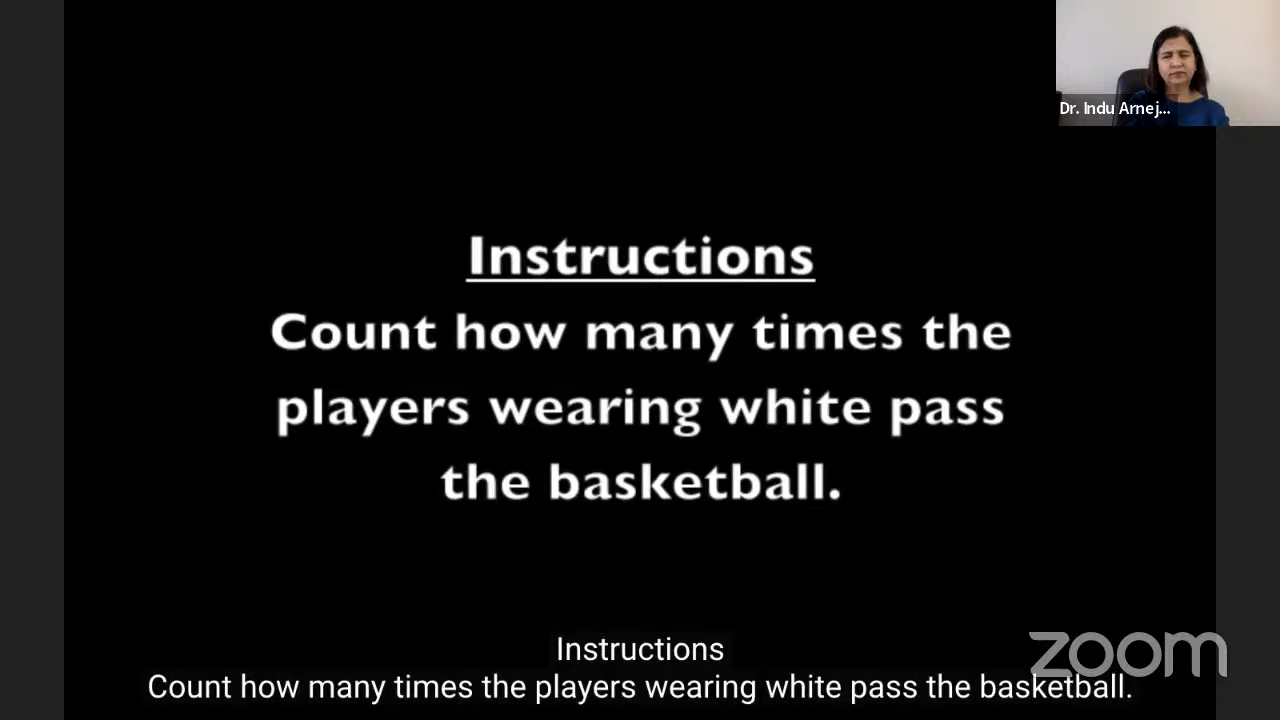 Dr. Indu Arnej...
Instructions
Count how many times the
players wearing white pass
the basketball.
Instructions
Count how many times the players wearing white pass the basketball.
zoom